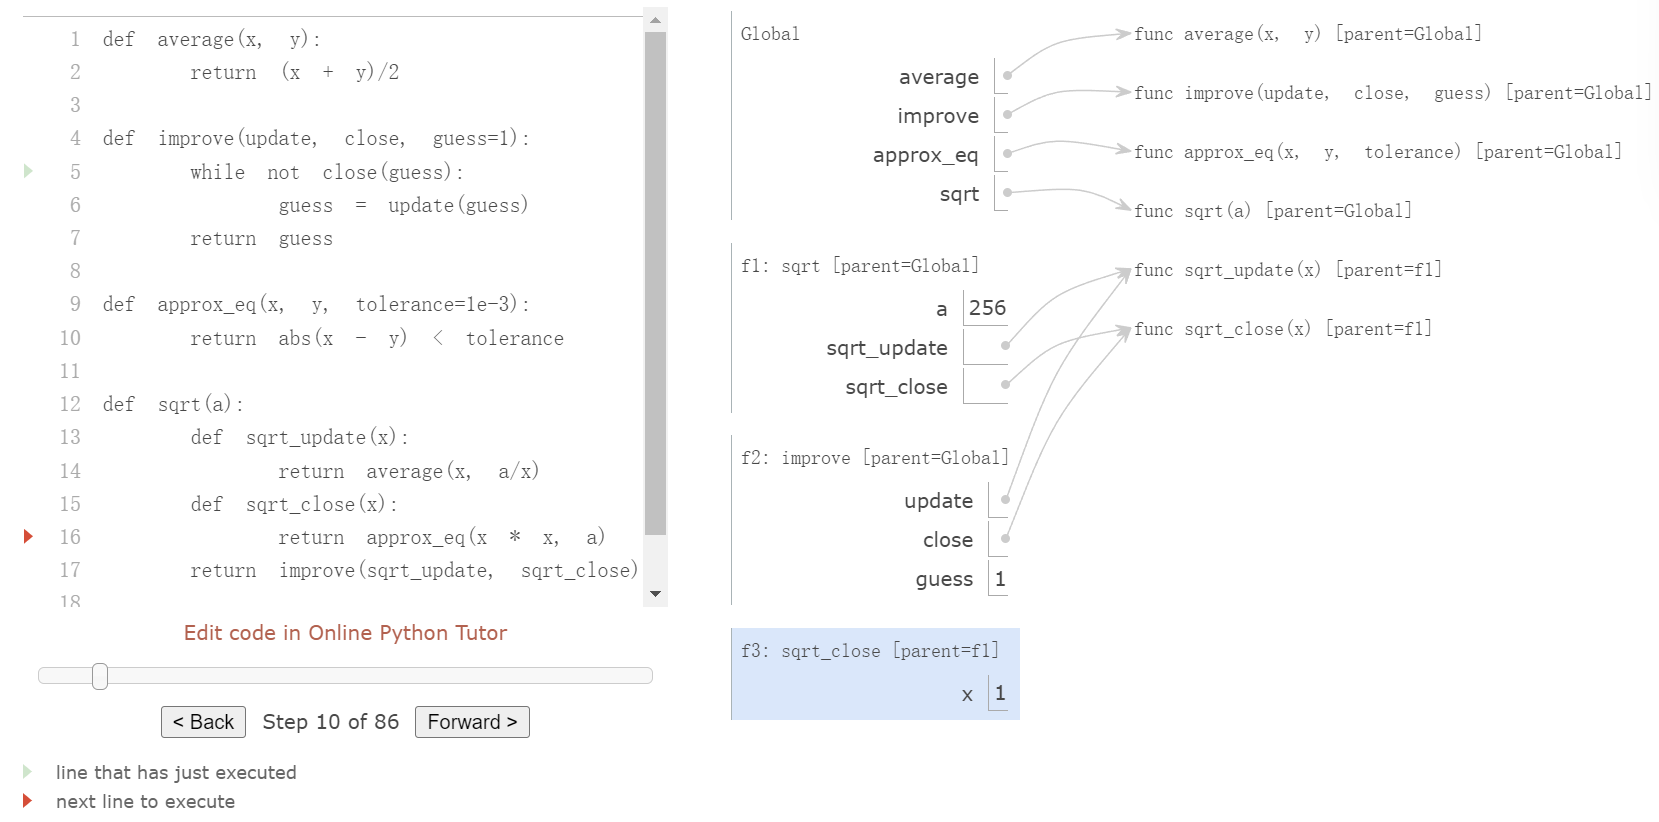 1 def average(x, y):
2 return (x + y)/2
3
4 def improve(update, close, guess=1):
5 while not close(guess):
6 guess = update(guess)
7 return guess
8
9 def approx_eq(x, y, tolerance=1e-3):
10 return abs(x - y) < tolerance
11
12 def sqrt(a):
13 def sqrt_update(x):
14 return average(x, a/x)
15 def sqrt_close(x):
16 return approx_eq(x * x, a)
17 return improve(sqrt_update, sqrt_close)
18
Edit code in Online Python Tutor
< Back Step 10 of 86 Forward >
line that has just executed
next line to execute
Global
average
improve
approx_eq
sqrt
f1: sqrt [parent=Global]
a 256
sqrt_update
sqrt_close
f2: improve [parent=Global]
update
close
guess 1
f3: sqrt_close [parent=f1]
x 1
func average(x, y) [parent=Global]
func improve(update, close, guess) [parent=Global]
func approx_eq(x, y, tolerance) [parent=Global]
func sqrt(a) [parent=Global]
func sqrt_update(x) [parent=f1]
func sqrt_close(x) [parent=f1]